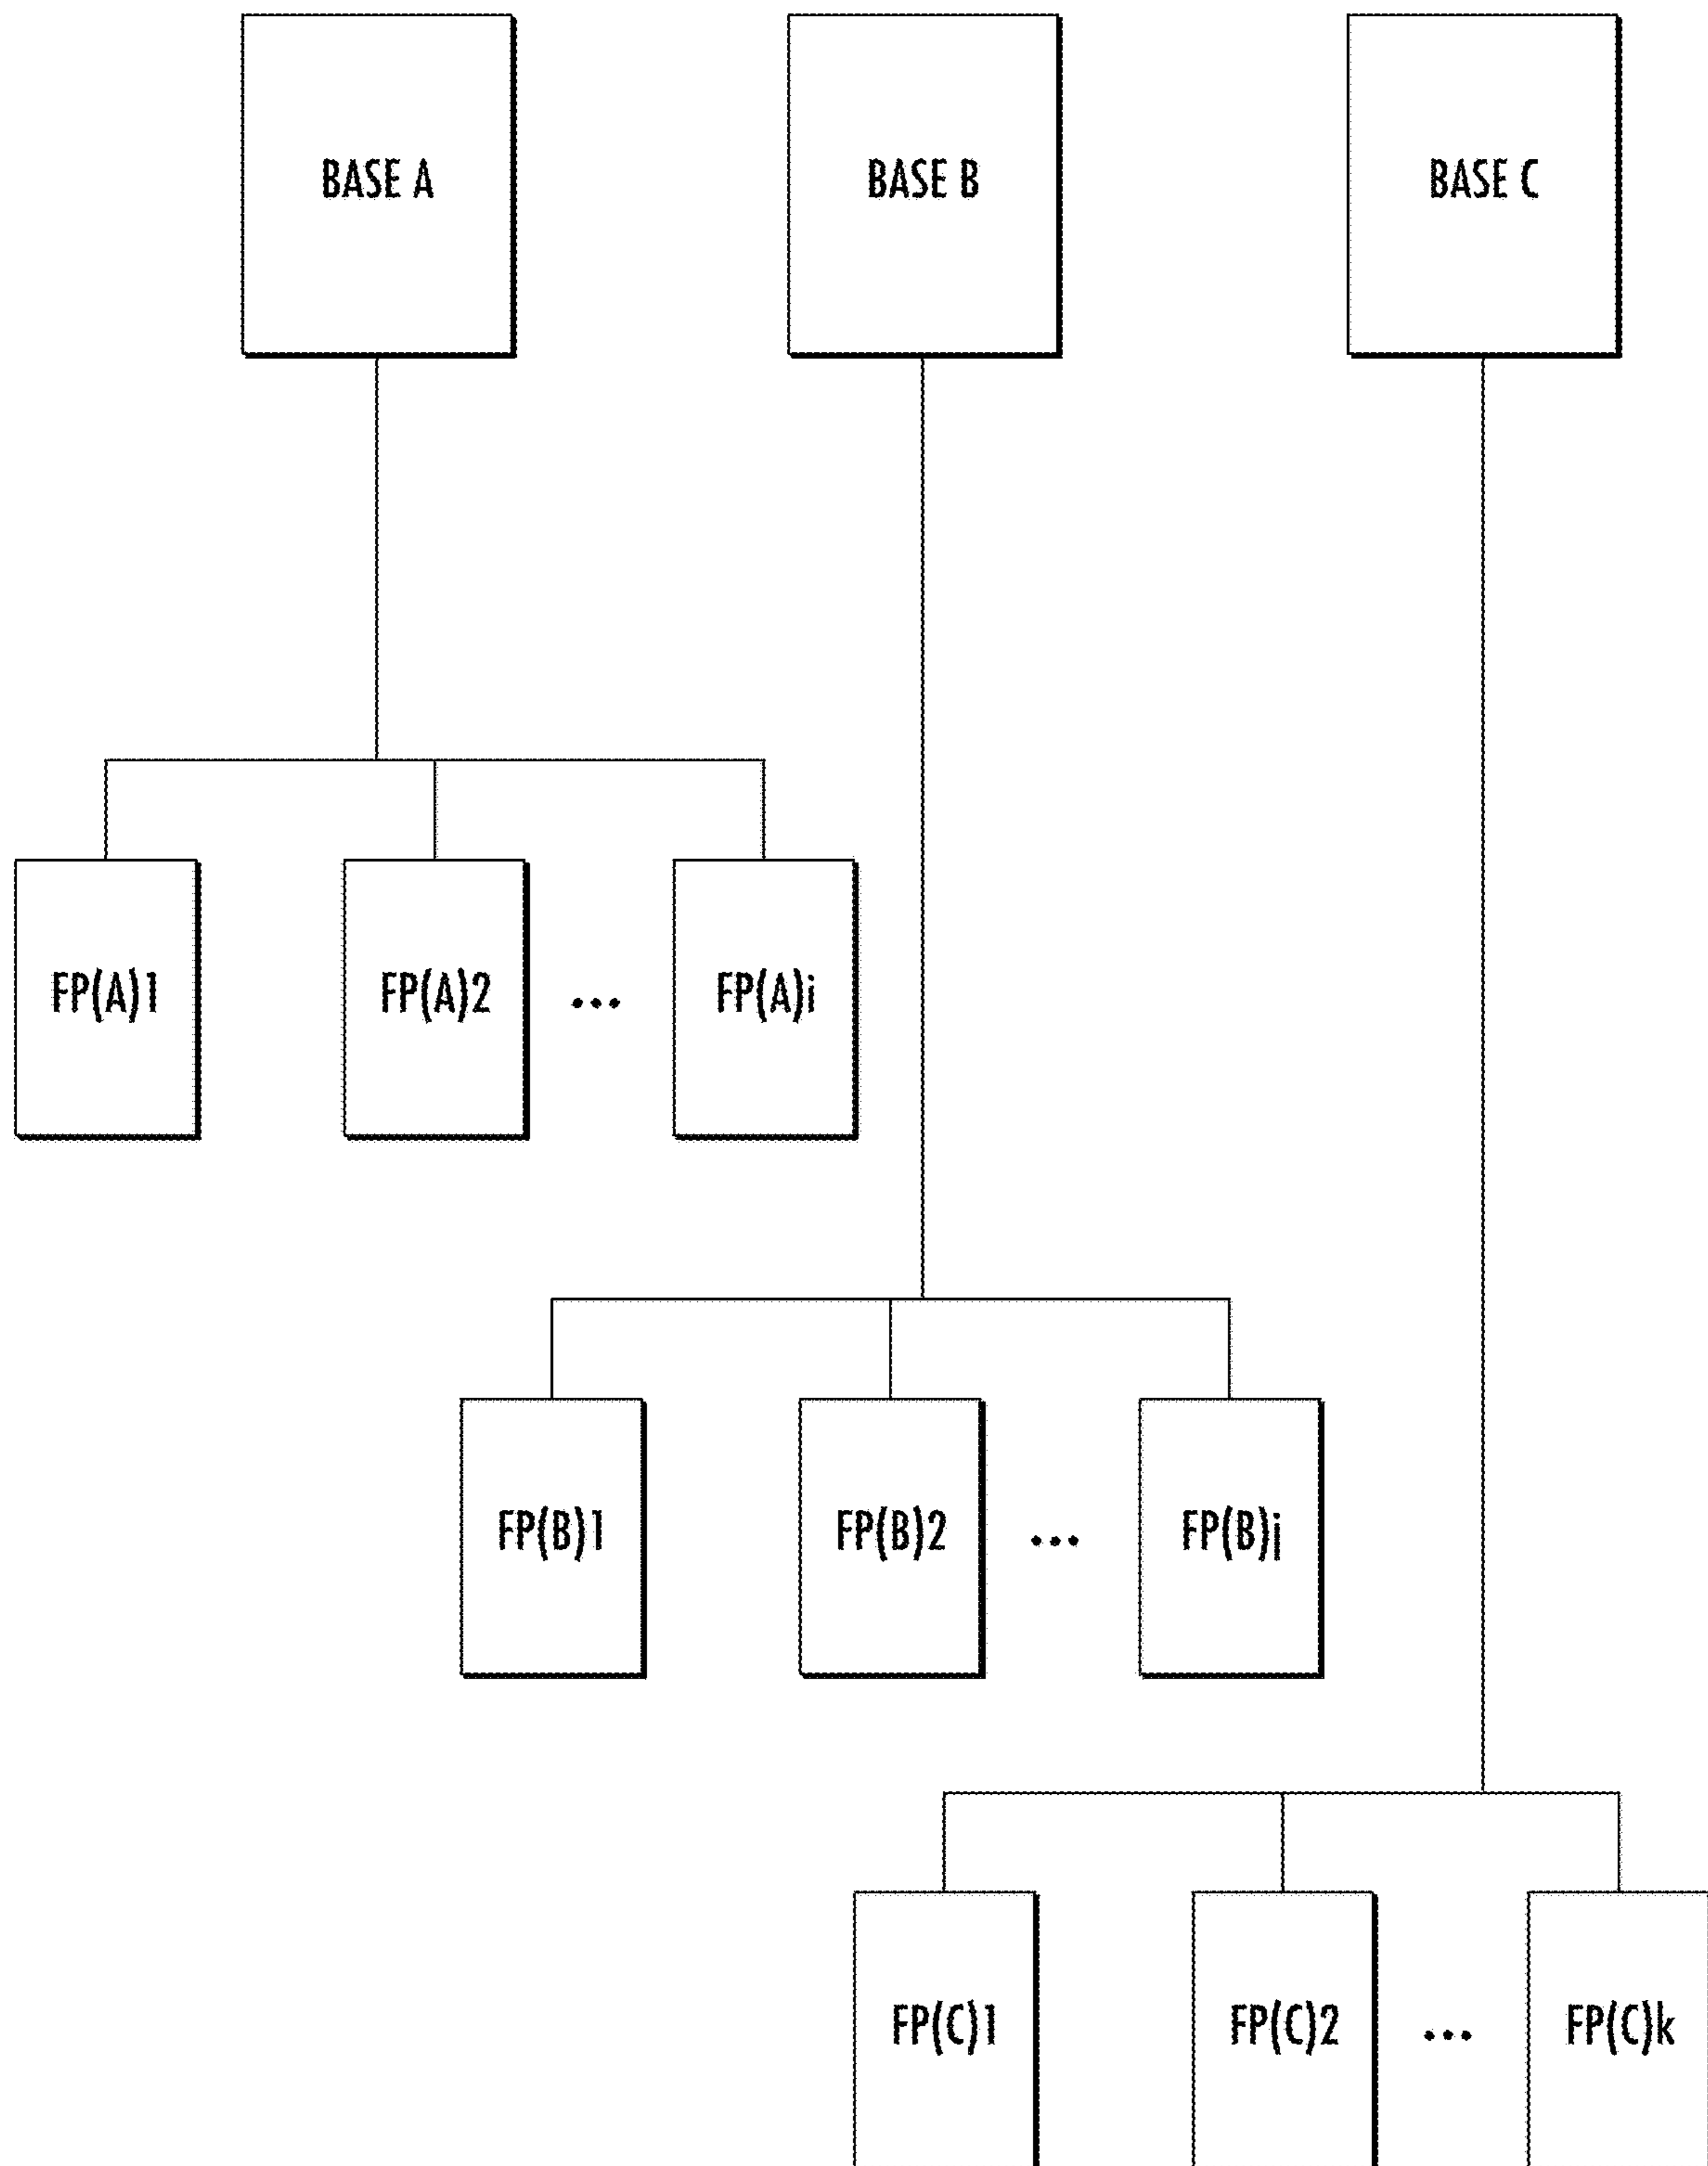 BASE A BASE B BASE C
FP(A)1 FP(A)2 ... FP(A)i
FP(B)1 FP(B)2 ... FP(B)j
FP(C)1 FP(C)2 ... FP(C)k